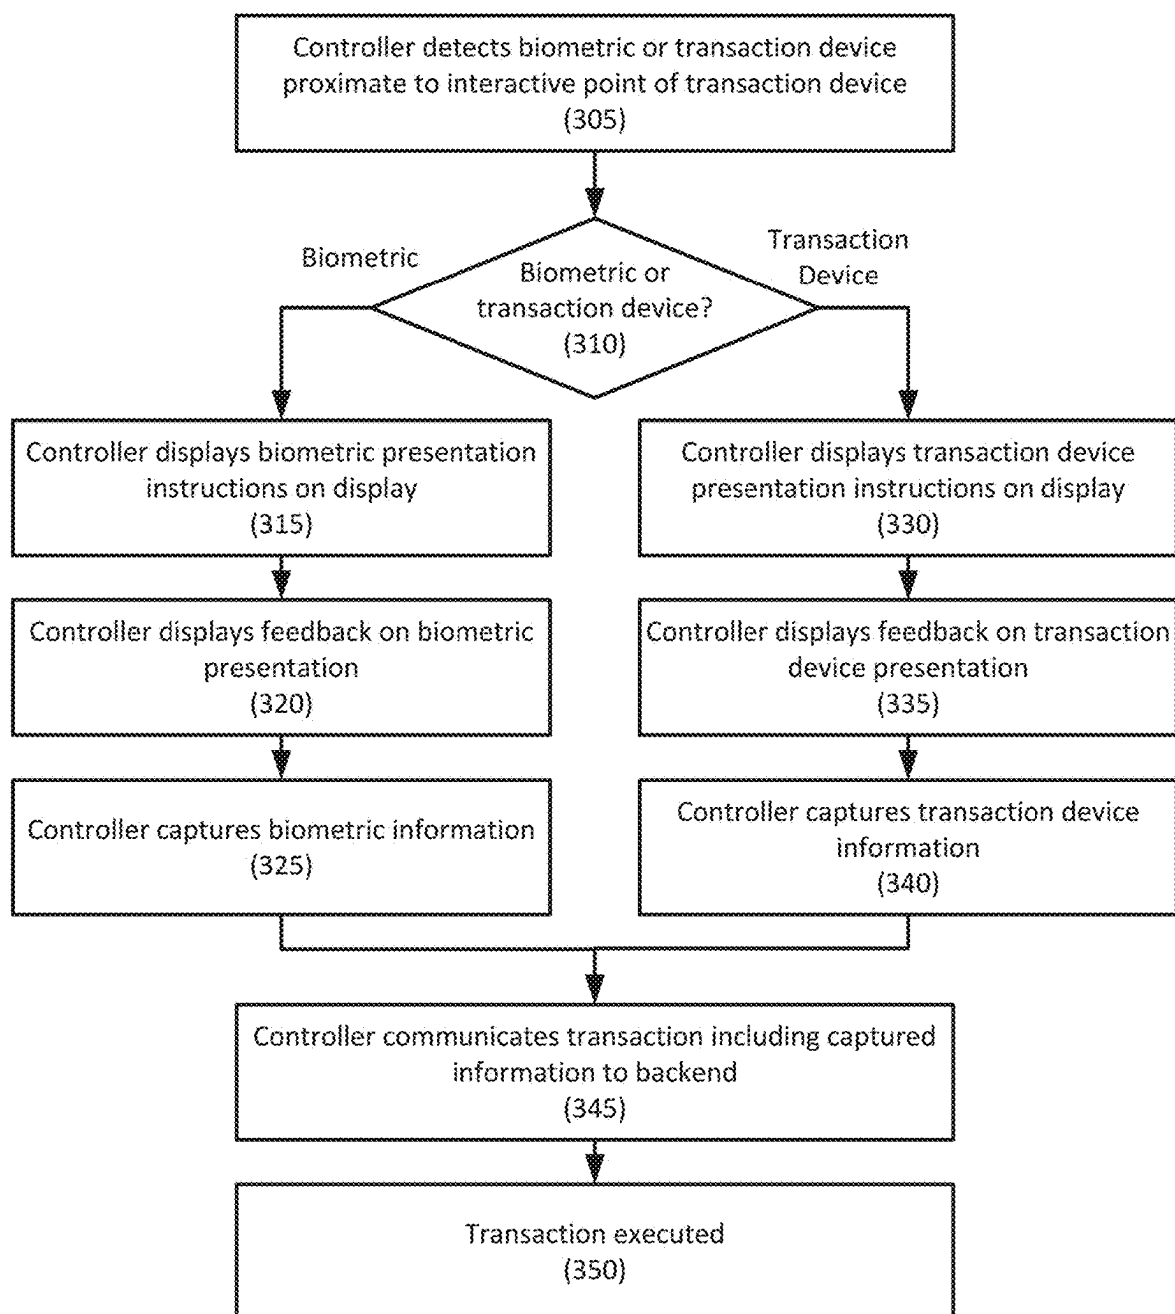 Controller detects biometric or transaction device
proximate to interactive point of transaction device
(305)
Biometric
Transaction
Device
Biometric or
transaction device?
(310)
Controller displays biometric presentation
instructions on display
(315)
Controller displays transaction device
presentation instructions on display
(330)
Controller displays feedback on biometric
presentation
(320)
Controller displays feedback on transaction
device presentation
(335)
Controller captures biometric information
(325)
Controller captures transaction device
information
(340)
Controller communicates transaction including captured
information to backend
(345)
Transaction executed
(350)